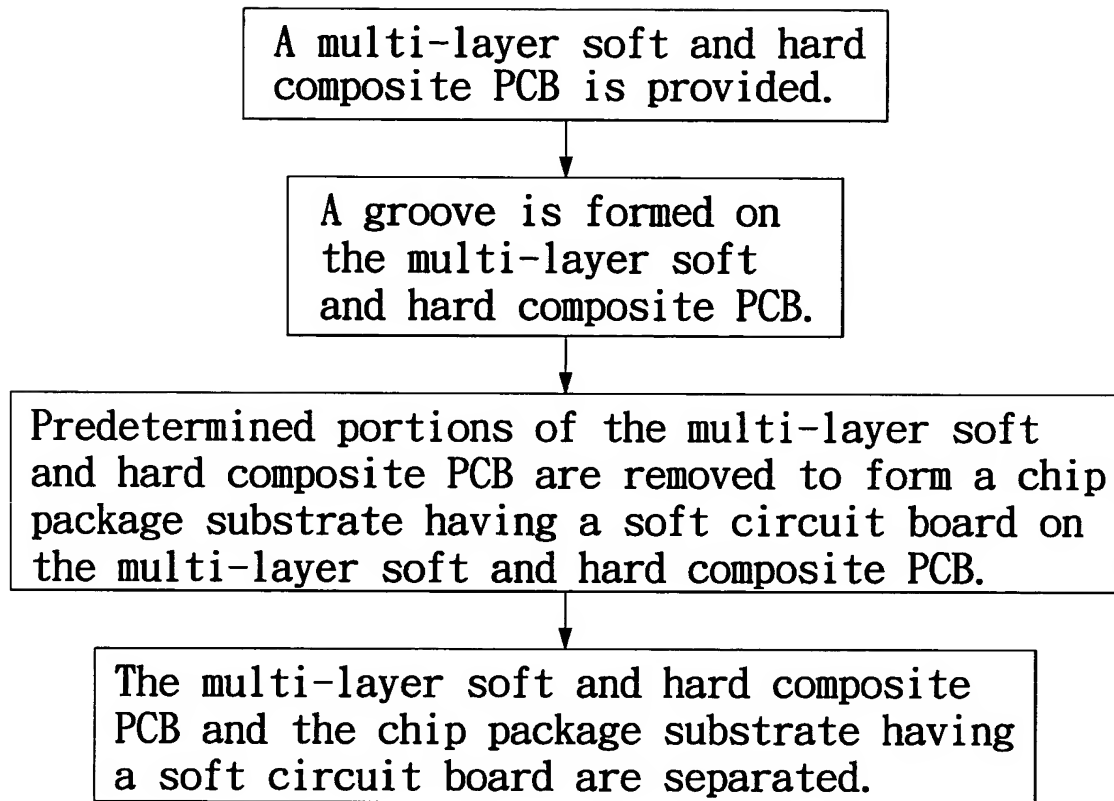 A multi-layer soft and hard
composite PCB is provided.
A groove is formed on
the multi-layer soft
and hard composite PCB.
Predetermined portions of the multi-layer soft
and hard composite PCB are removed to form a chip
package substrate having a soft circuit board on
the multi-layer soft and hard composite PCB.
The multi-layer soft and hard composite
PCB and the chip package substrate having
a soft circuit board are separated.